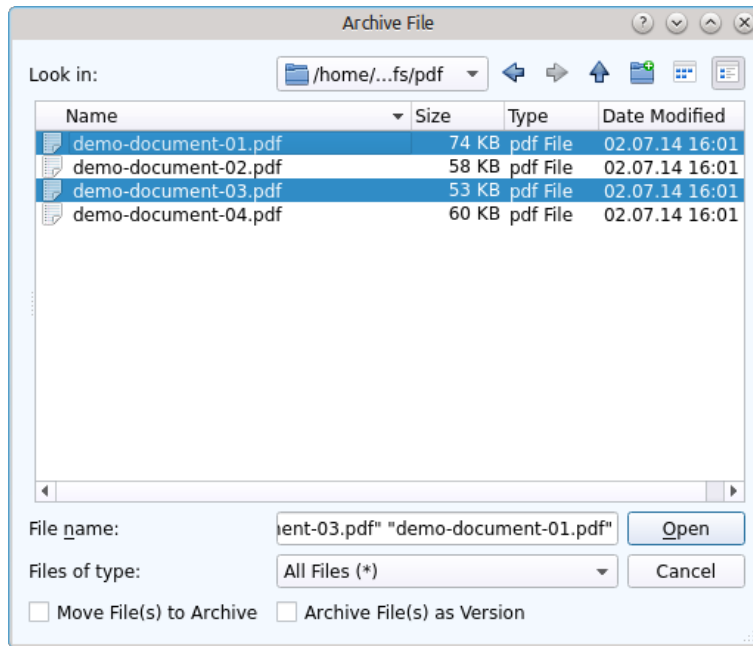 Archive File
Look in: /home/...fs/pdf
Name Size Type Date Modified
demo-document-01.pdf 74 KB pdf File 02.07.14 16:01
demo-document-02.pdf 58 KB pdf File 02.07.14 16:01
demo-document-03.pdf 53 KB pdf File 02.07.14 16:01
demo-document-04.pdf 60 KB pdf File 02.07.14 16:01
File name: ent-03.pdf" "demo-document-01.pdf" Open
Files of type: All Files (*) Cancel
Move File(s) to Archive Archive File(s) as Version